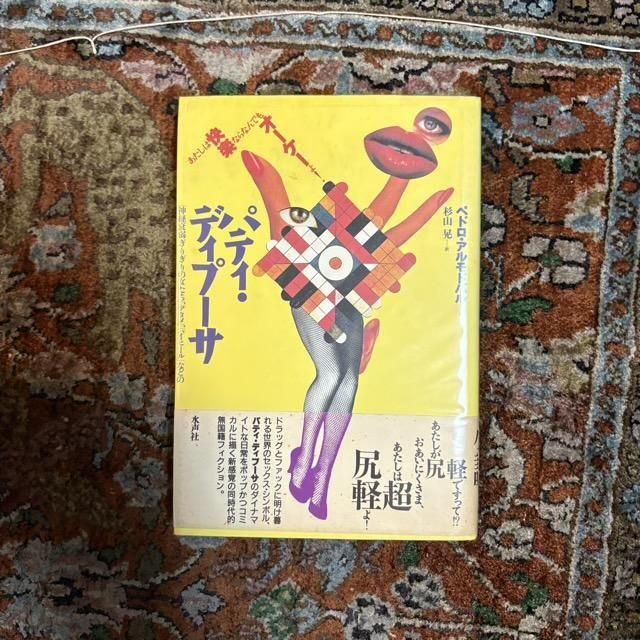 あたしは快楽ならなんでもオーケーよ!
ペドロ・アルモドバル
杉山晃=訳
パティ・
ディプーサ
水声社
あたしが尻軽ですって!?
おあいにくさま、
あたしは超
尻軽よ!
ドラッグとファックに明け暮
れる世界のセックス・シンボル、
パティ・ディプーサのダイナマ
イトな日常をポップかつコミ
カルに描く新感覚の同時代的
無国籍フィクション。